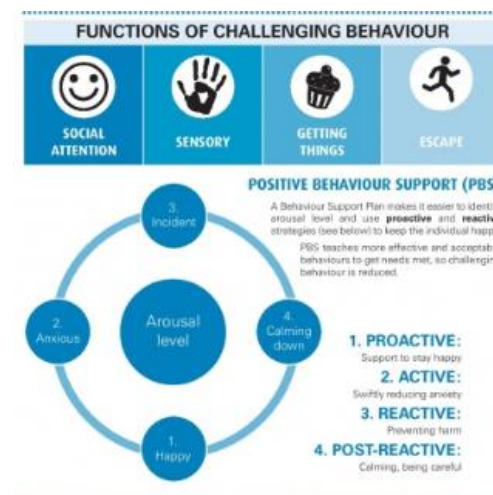 FUNCTIONS OF CHALLENGING BEHAVIOUR
SOCIAL
ATTENTION
SENSORY
GETTING
THINGS
ESCAPE
POSITIVE BEHAVIOUR SUPPORT (PBS
A Behaviour Support Plan makes it easier to identi
arousal level and use proactive and reactiv
strategies (see below) to keep the individual happ
PBS teaches more effective and acceptab
behaviours to get needs met, so challengin
behaviour is reduced.
3.
Incident
2.
Anxious
Arousal
level
4.
Calming
down
1.
Happy
1. PROACTIVE:
Support to stay happy
2. ACTIVE:
Swiftly reducing anxiety
3. REACTIVE:
Preventing harm
4. POST-REACTIVE:
Calming, being careful